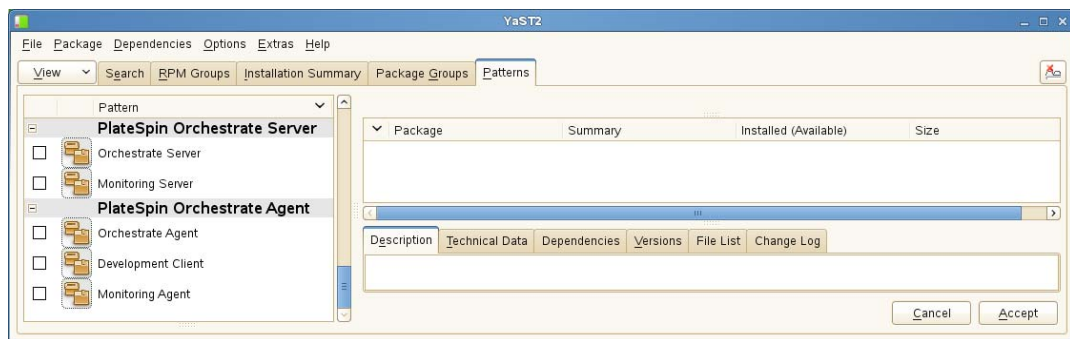 YaST2
File Package Dependencies Options Extras Help
View Search RPM Groups Installation Summary Package Groups Patterns
Pattern
PlateSpin Orchestrate Server
Orchestrate Server
Monitoring Server
PlateSpin Orchestrate Agent
Orchestrate Agent
Development Client
Monitoring Agent
Package Summary Installed (Available) Size
Description Technical Data Dependencies Versions File List Change Log
Cancel Accept